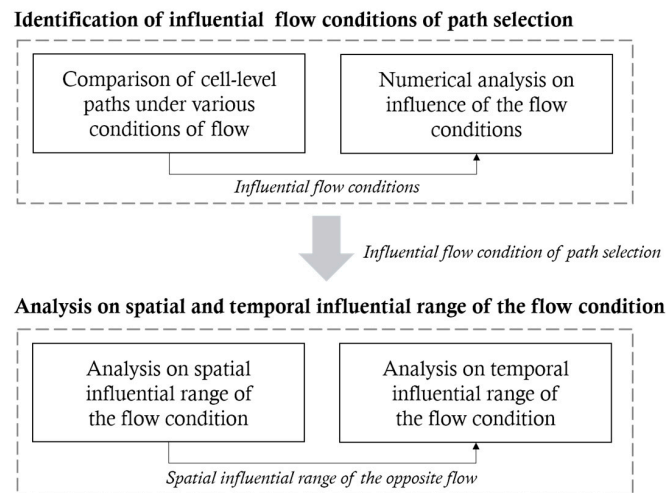 Identification of influential flow conditions of path selection
Comparison of cell-level
paths under various
conditions of flow
Numerical analysis on
influence of the flow
conditions
Influential flow conditions
Influential flow condition of path selection
Analysis on spatial and temporal influential range of the flow condition
Analysis on spatial
influential range of
the flow condition
Analysis on temporal
influential range of
the flow condition
Spatial influential range of the opposite flow